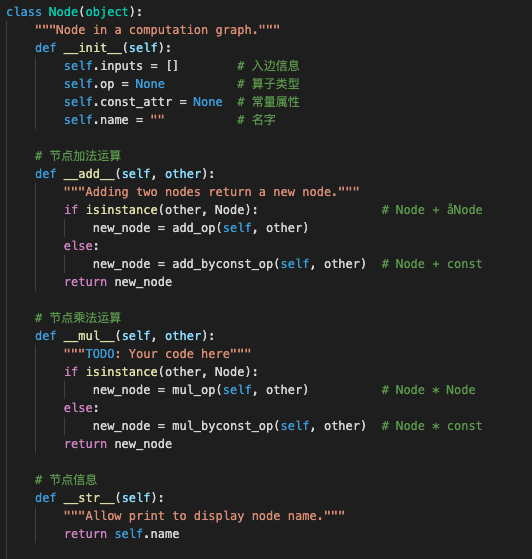 class Node(object):
    """Node in a computation graph."""
    def __init__(self):
        self.inputs = []        # 入边信息
        self.op = None          # 算子类型
        self.const_attr = None  # 常量属性
        self.name = ""          # 名字

    # 节点加法运算
    def __add__(self, other):
        """Adding two nodes return a new node."""
        if isinstance(other, Node):                 # Node + åNode
            new_node = add_op(self, other)
        else:
            new_node = add_byconst_op(self, other)  # Node + const
        return new_node

    # 节点乘法运算
    def __mul__(self, other):
        """TODO: Your code here"""
        if isinstance(other, Node):
            new_node = mul_op(self, other)          # Node * Node
        else:
            new_node = mul_byconst_op(self, other)  # Node * const
        return new_node

    # 节点信息
    def __str__(self):
        """Allow print to display node name."""
        return self.name